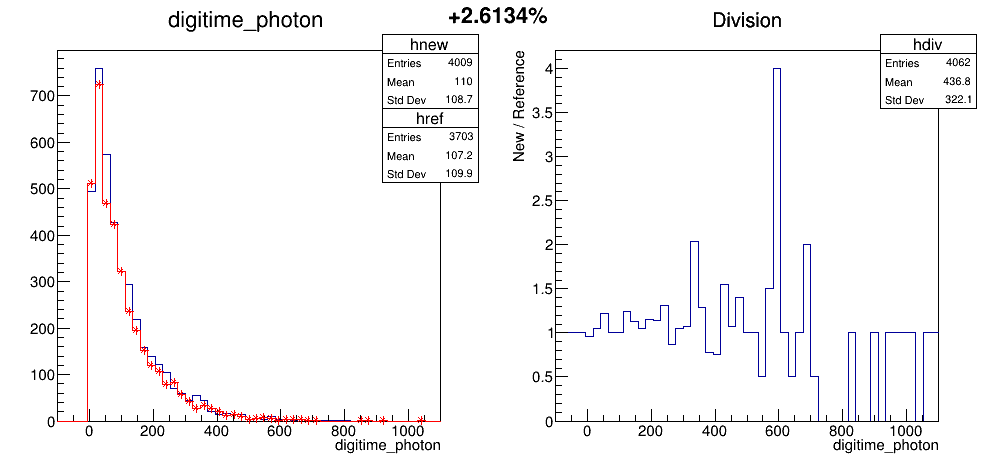 digitime_photon
+2.6134%
Division
hnew
Entries 4009
Mean 110
Std Dev 108.7
href
Entries 3703
Mean 107.2
Std Dev 109.9
700
600
500
400
300
200
100
0
0 200 400 600 800 1000
digitime_photon
hdiv
Entries 4062
Mean 436.8
Std Dev 322.1
New / Reference
4
3.5
3
2.5
2
1.5
1
0.5
0
0 200 400 600 800 1000
digitime_photon